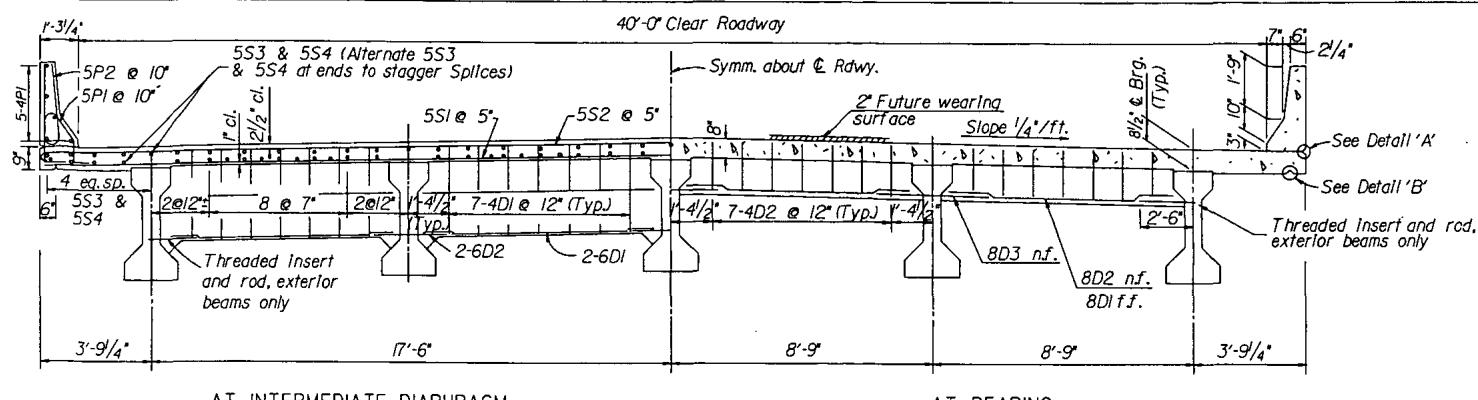 1'-3 1/4"
40'-0" Clear Roadway
7" 6"
2 1/4"
5P2 @ 10"
5P1 @ 10"
5-4P1
9"
5S3 & 5S4 (Alternate 5S3
& 5S4 at ends to stagger Splices)
1" cl.
2 1/2" cl.
5S1 @ 5"
5S2 @ 5"
Symm. about ℄ Rdwy.
8"
2" Future wearing
surface
Slope 1/4"/ft.
8 1/2" ℄ Brg.
(Typ.)
1'-9"
10"
3"
See Detail 'A'
See Detail 'B'
4 eq.sp.
5S3 &
5S4
6"
2@12"±
8 @ 7"
2@12"
1'-4 1/2"
(Typ.)
7-4D1 @ 12" (Typ.)
1'-4 1/2"
7-4D2 @ 12" (Typ.)
1'-4 1/2"
2'-6"
Threaded insert
and rod, exterior
beams only
2-6D2
2-6D1
8D3 n.f.
8D2 n.f.
8D1 f.f.
Threaded insert and rod,
exterior beams only
3'-9 1/4"
17'-6"
8'-9"
8'-9"
3'-9 1/4"
AT INTERMEDIATE DIAPHRAGM
AT BEARING